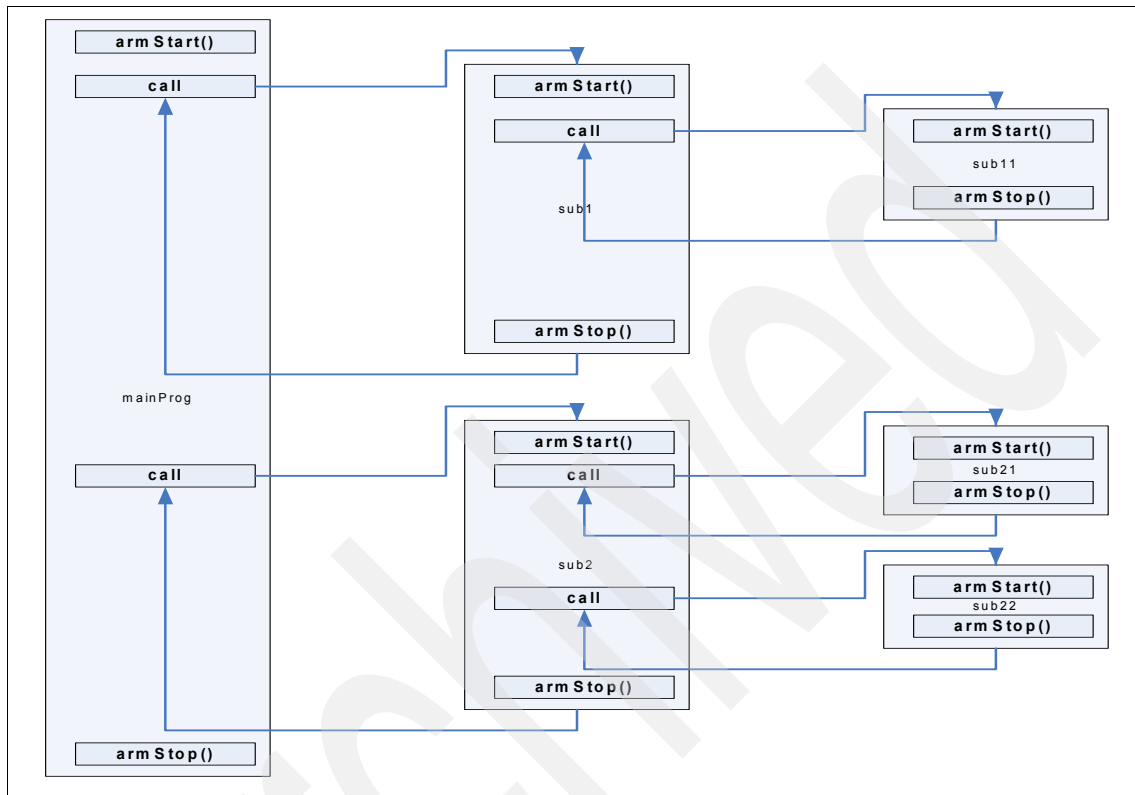 armStart()
call
mainProg
call
armStop()
armStart()
call
sub1
armStop()
armStart()
sub11
armStop()
armStart()
call
sub2
call
armStop()
armStart()
sub21
armStop()
armStart()
sub22
armStop()
rchived